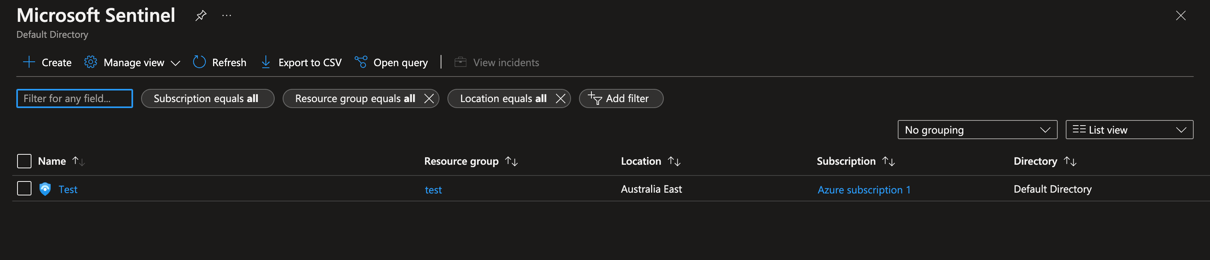 Microsoft Sentinel
Default Directory
Create Manage view Refresh Export to CSV Open query View incidents
Filter for any field... Subscription equals all Resource group equals all Location equals all Add filter
No grouping List view
Name Resource group Location Subscription Directory
Test test Australia East Azure subscription 1 Default Directory